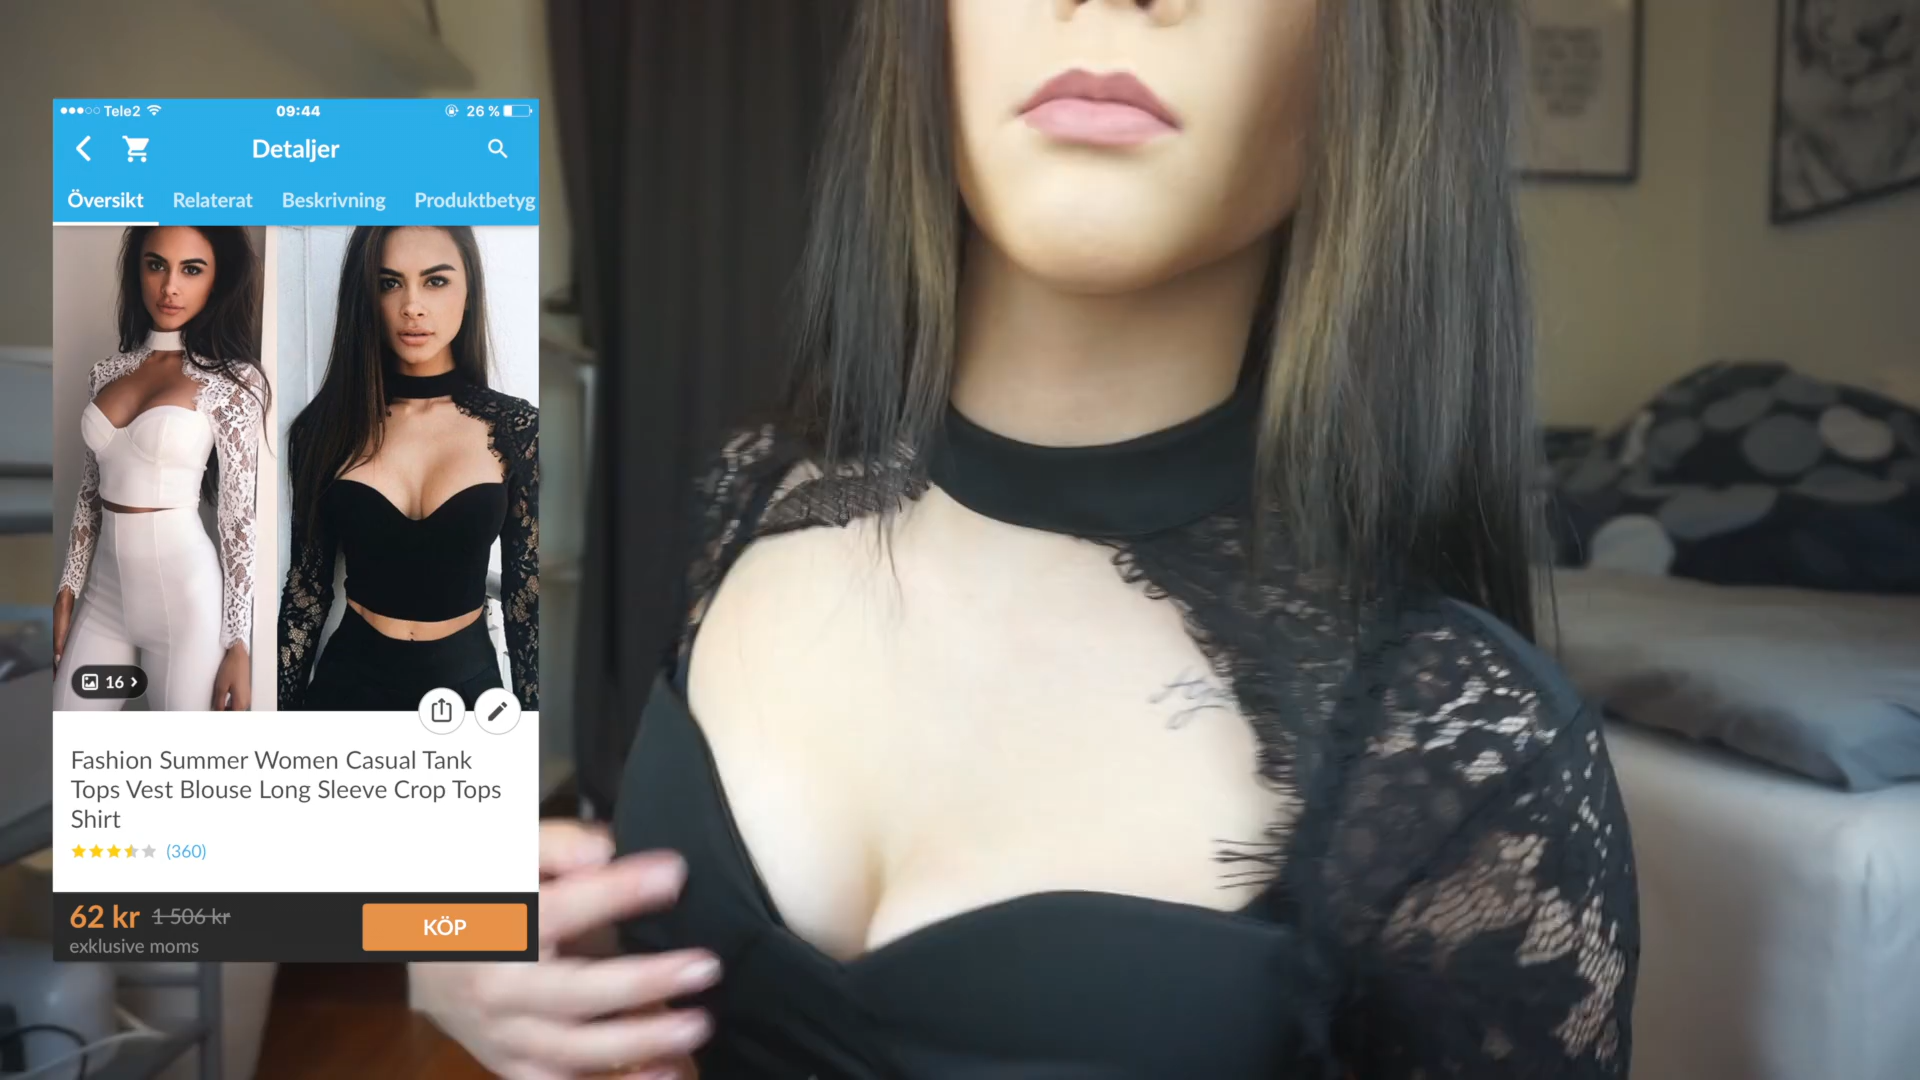 Tele2
09:44
26 %
Detaljer
Översikt
Relaterat
Beskrivning
Produktbetyg
16
Fashion Summer Women Casual Tank
Tops Vest Blouse Long Sleeve Crop Tops
Shirt
(360)
62 kr 1 506 kr
exklusive moms
KÖP